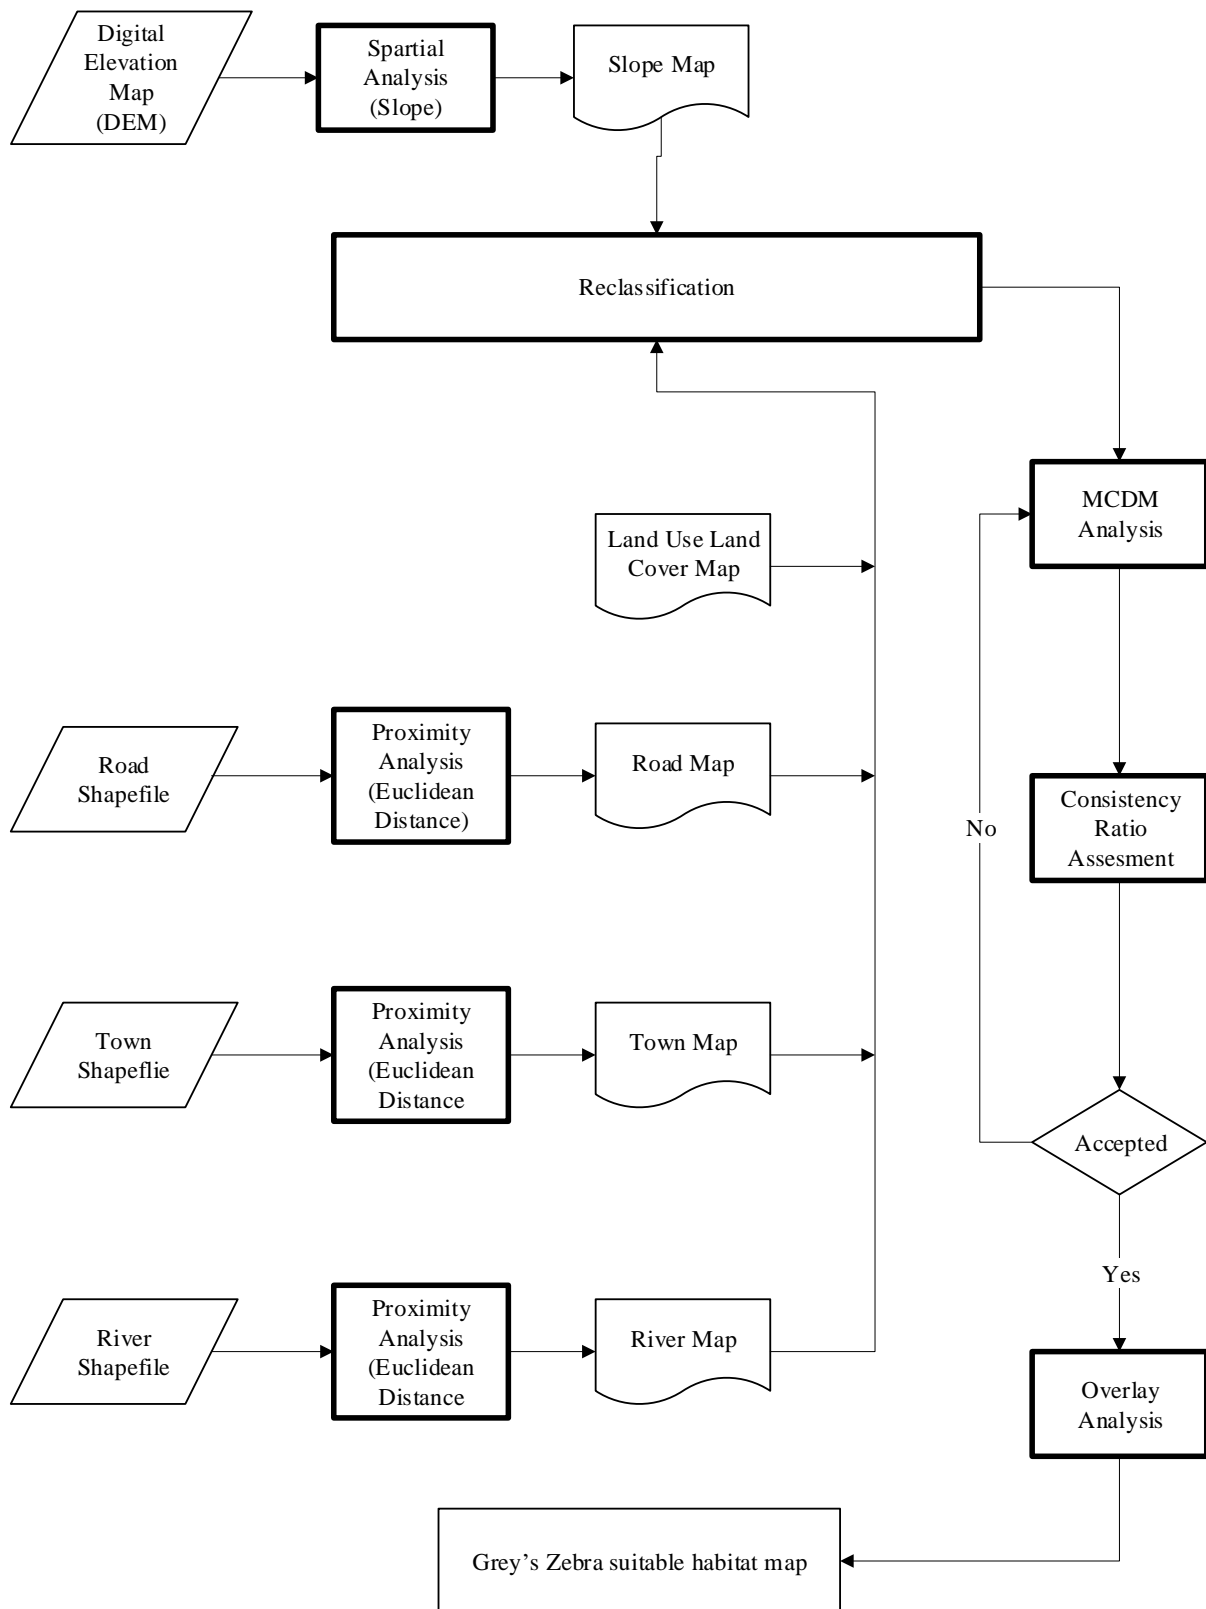 Digital
Elevation
Map
(DEM)
Spartial
Analysis
(Slope)
Slope Map
Reclassification
MCDM
Analysis
Land Use Land
Cover Map
Road
Shapefile
Proximity
Analysis
(Euclidean
Distance)
Road Map
Consistency
Ratio
Assesment
No
Town
Shapeflie
Proximity
Analysis
(Euclidean
Distance
Town Map
Accepted
Yes
River
Shapefile
Proximity
Analysis
(Euclidean
Distance
River Map
Overlay
Analysis
Grey’s Zebra suitable habitat map